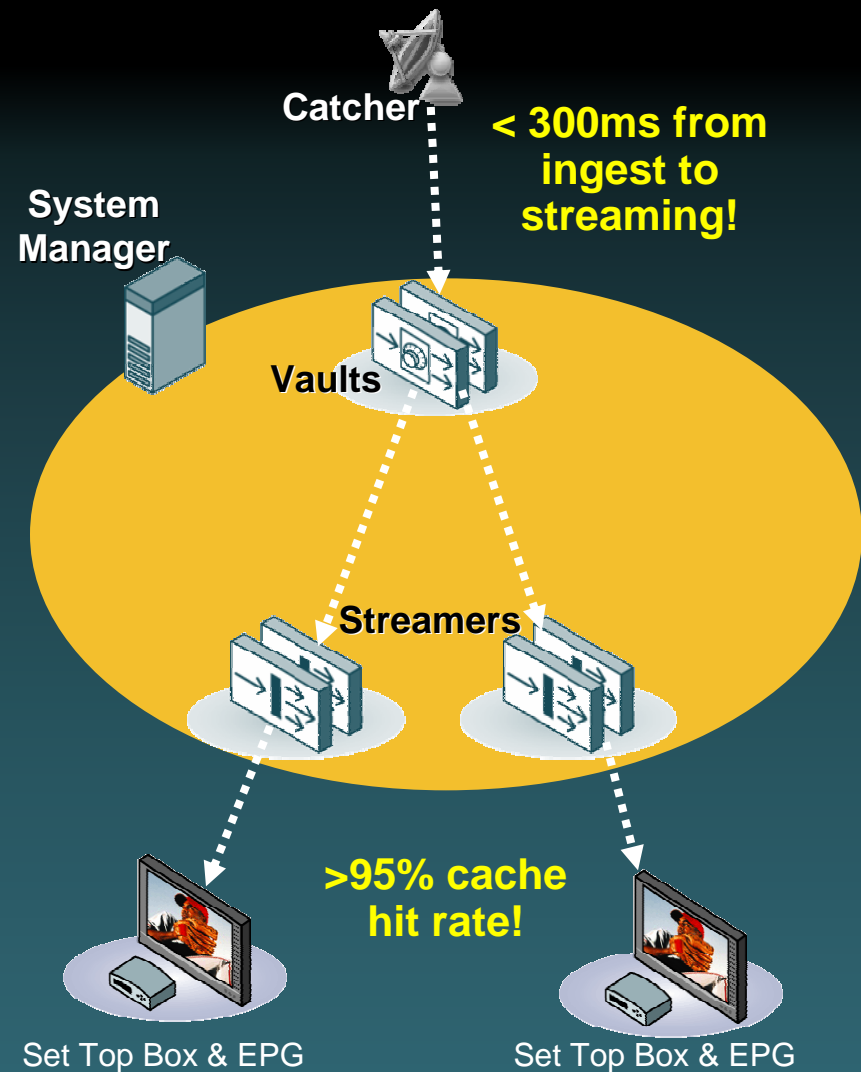 Catcher
< 300ms from
ingest to
streaming!
System
Manager
Vaults
Streamers
>95% cache
hit rate!
Set Top Box & EPG
Set Top Box & EPG